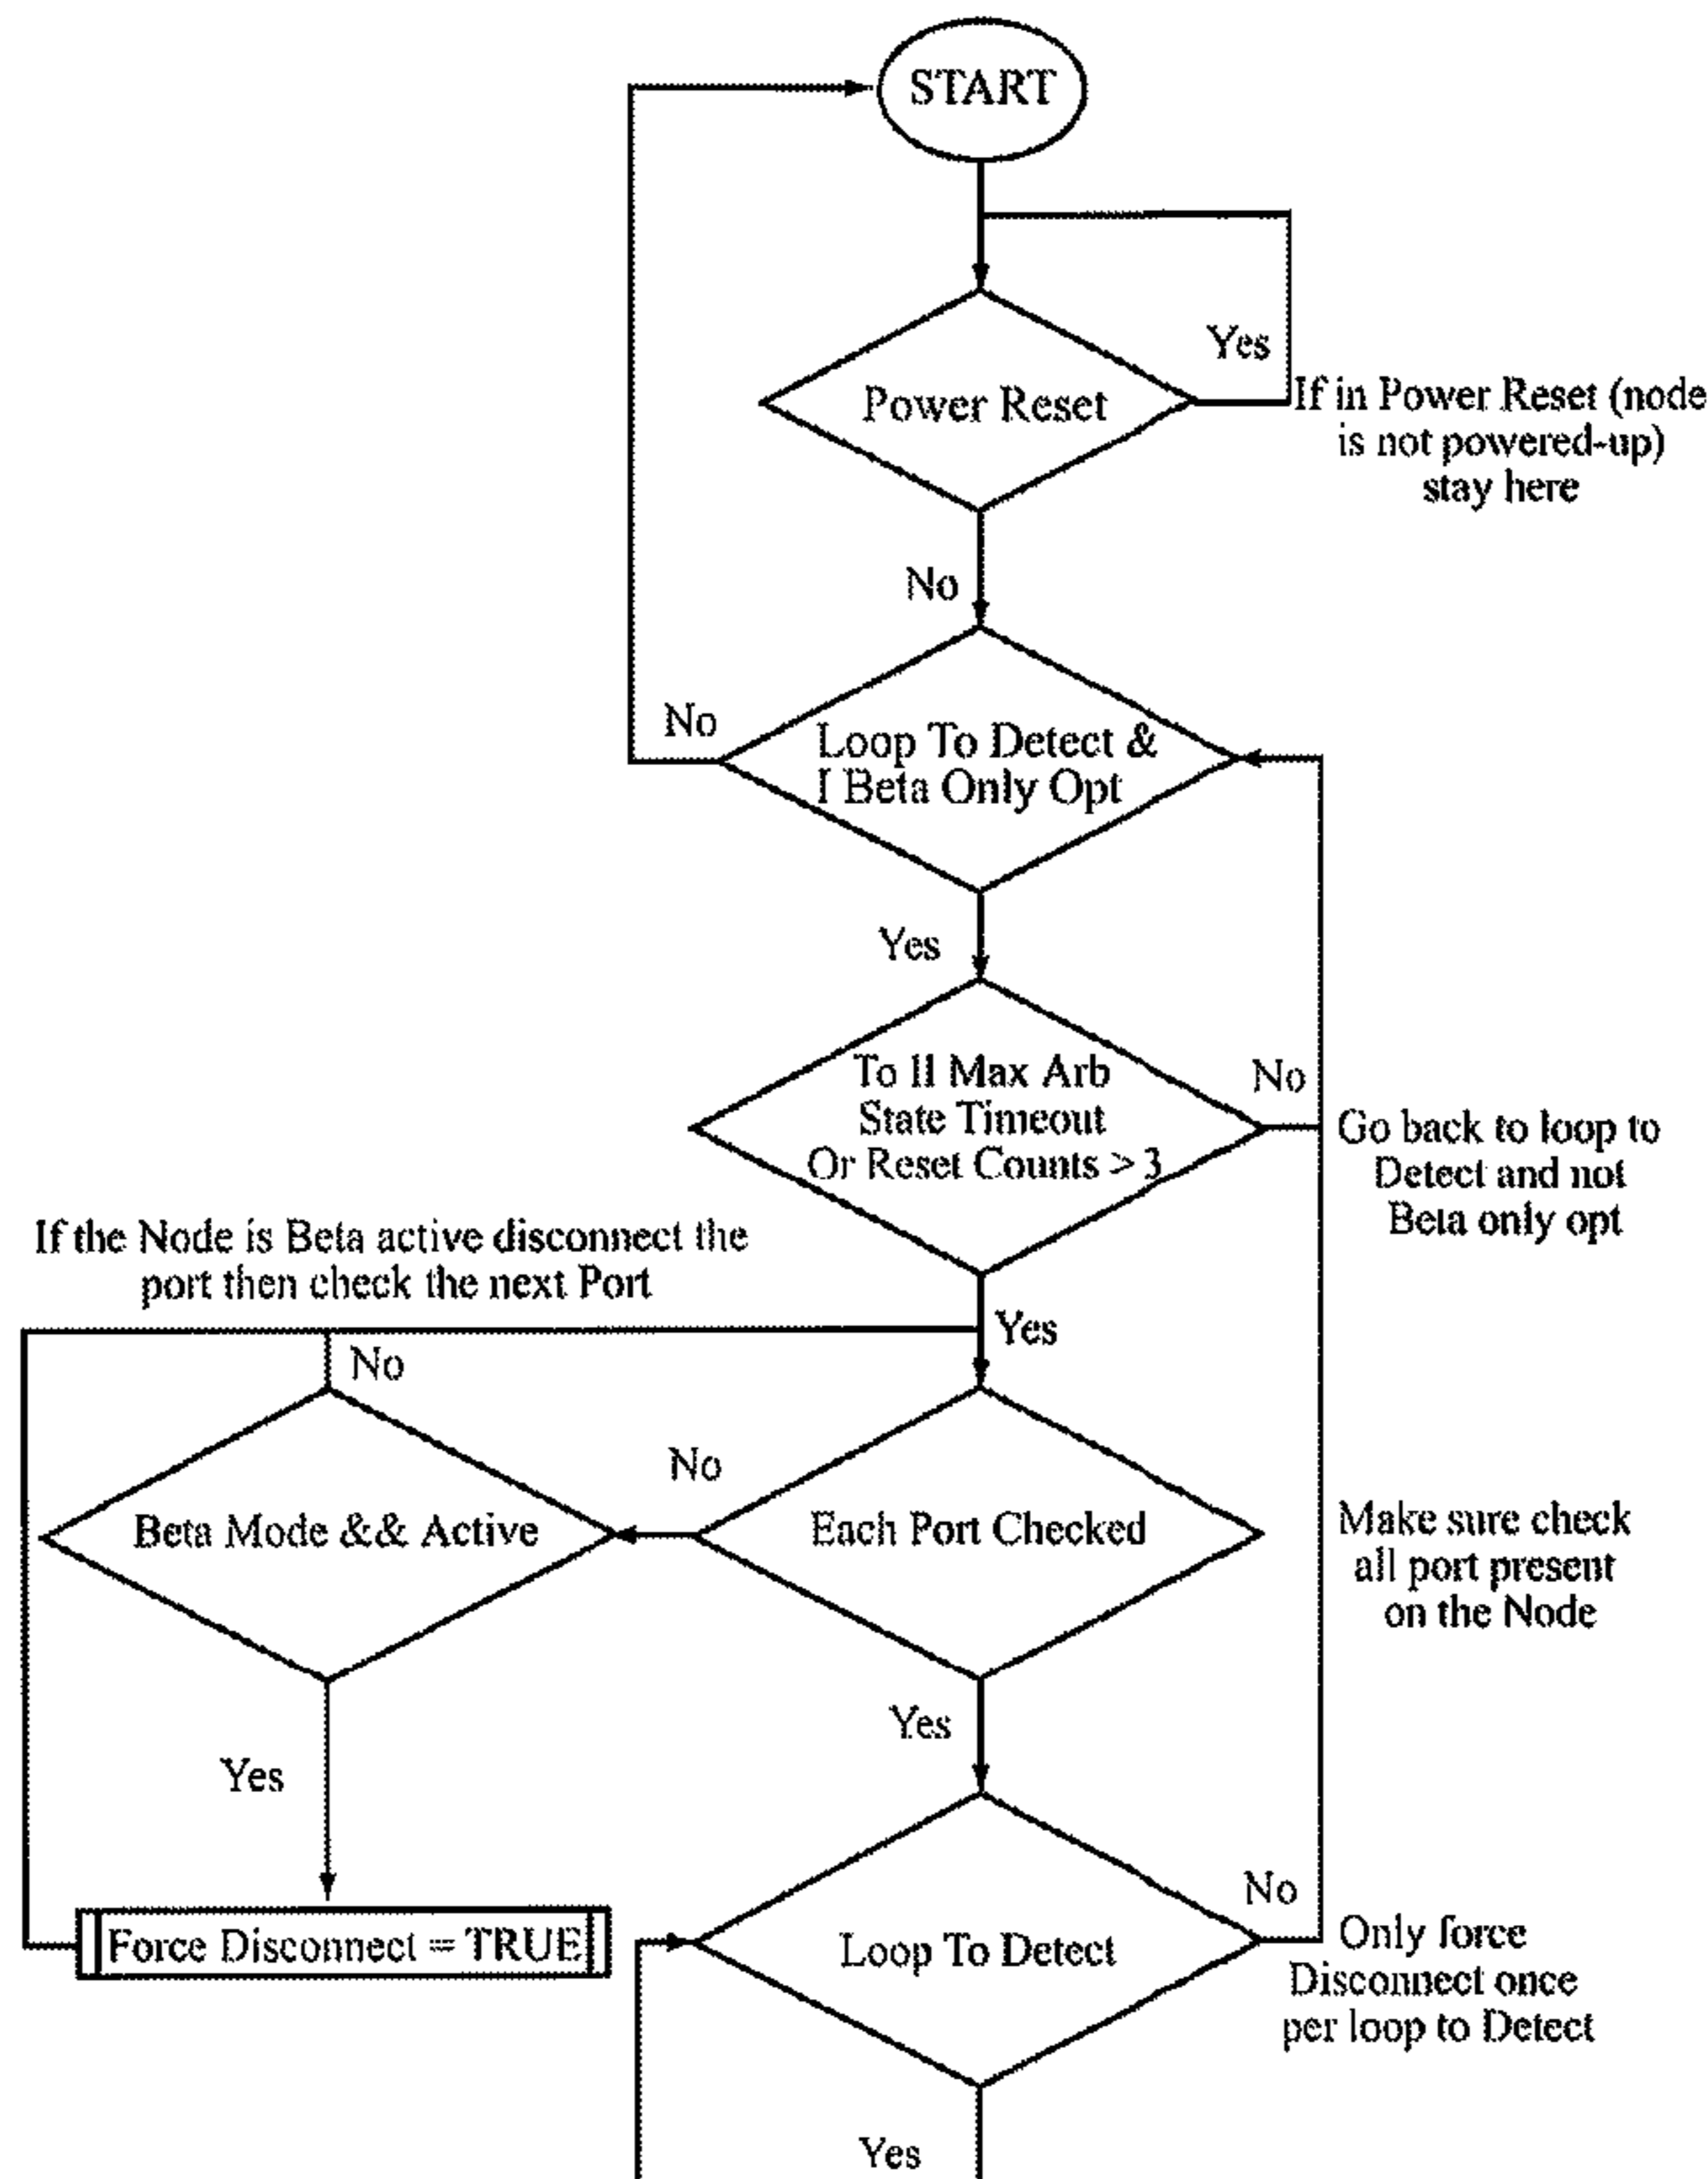 START
Yes
Power Reset
If in Power Reset (node
is not powered-up)
stay here
No
No
Loop To Detect &
I Beta Only Opt
Yes
To II Max Arb
State Timeout
Or Reset Counts > 3
No
Go back to loop to
Detect and not
Beta only opt
If the Node is Beta active disconnect the
port then check the next Port
Yes
No
No
Beta Mode && Active
Each Port Checked
Make sure check
all port present
on the Node
Yes
Yes
No
Force Disconnect = TRUE
Loop To Detect
Only force
Disconnect once
per loop to Detect
Yes